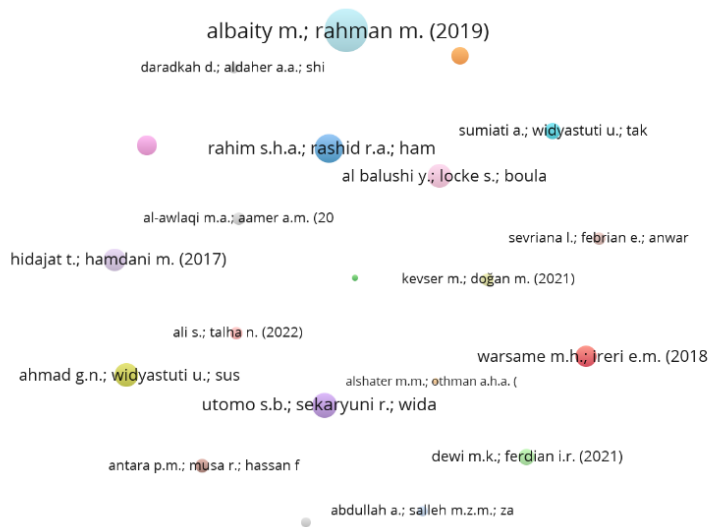 albaity m.; rahman m. (2019)
daradkah d.; aldaher a.a.; shi
sumiati a.; widyastuti u.; tak
rahim s.h.a.; rashid r.a.; ham
al balushi y.; locke s.; boula
al-awlaqi m.a.; aamer a.m. (20
sevriana l.; febrian e.; anwar
hidajat t.; hamdani m. (2017)
kevser m.; doğan m. (2021)
ali s.; talha n. (2022)
warsame m.h.; ireri e.m. (2018
ahmad g.n.; widyastuti u.; sus
alshater m.m.; othman a.h.a. (
utomo s.b.; sekaryuni r.; wida
dewi m.k.; ferdian i.r. (2021)
antara p.m.; musa r.; hassan f
abdullah a.; salleh m.z.m.; za